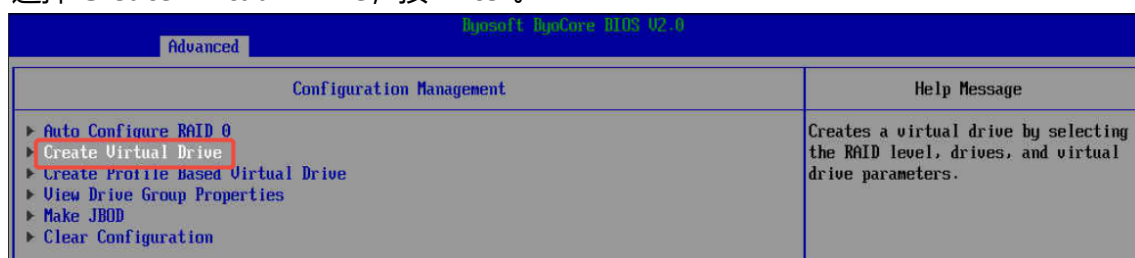 Byosoft ByoCore BIOS V2.0
Advanced
Configuration Management
Help Message
Auto Configure RAID 0
Create Virtual Drive
Create Profile Based Virtual Drive
View Drive Group Properties
Make JBOD
Clear Configuration
Creates a virtual drive by selecting
the RAID level, drives, and virtual
drive parameters.